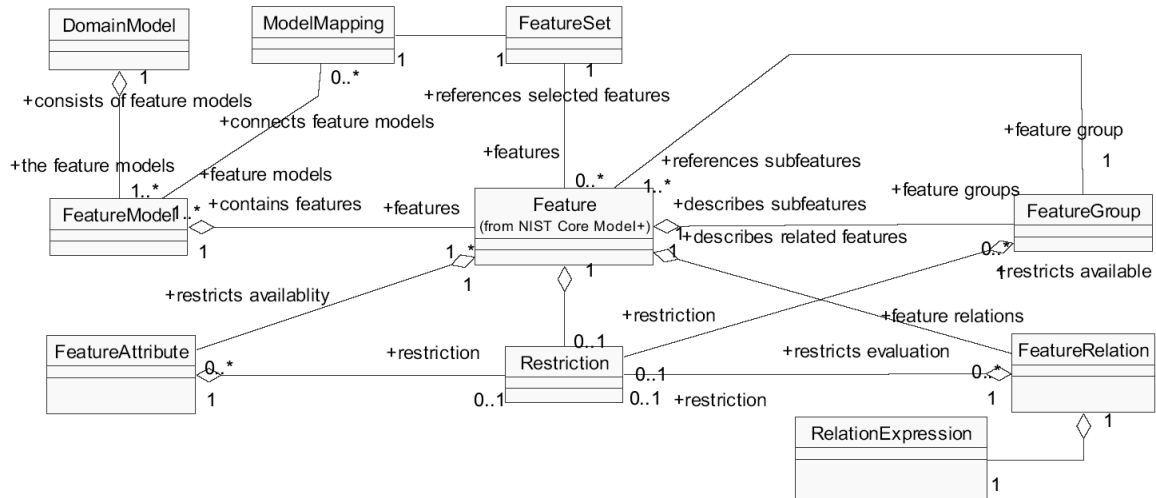 DomainModel
ModelMapping
FeatureSet
1
0..*
1
1
1
+consists of feature models
+references selected features
+connects feature models
+feature group
1
+the feature models
+features
+references subfeatures
1..*
+feature models
0..*
1..*
+feature groups
FeatureModel
1..*
+contains features
+features
Feature
(from NIST Core Model+)
+describes subfeatures
FeatureGroup
1
1
+describes related features
1
1..*
1
1
0..*
1
+restricts available
+restricts availablity
+restriction
+feature relations
FeatureAttribute
+restriction
0..1
Restriction
+restricts evaluation
FeatureRelation
0..*
0..1
0..*
1
0..1
0..1
+restriction
1
1
RelationExpression
1